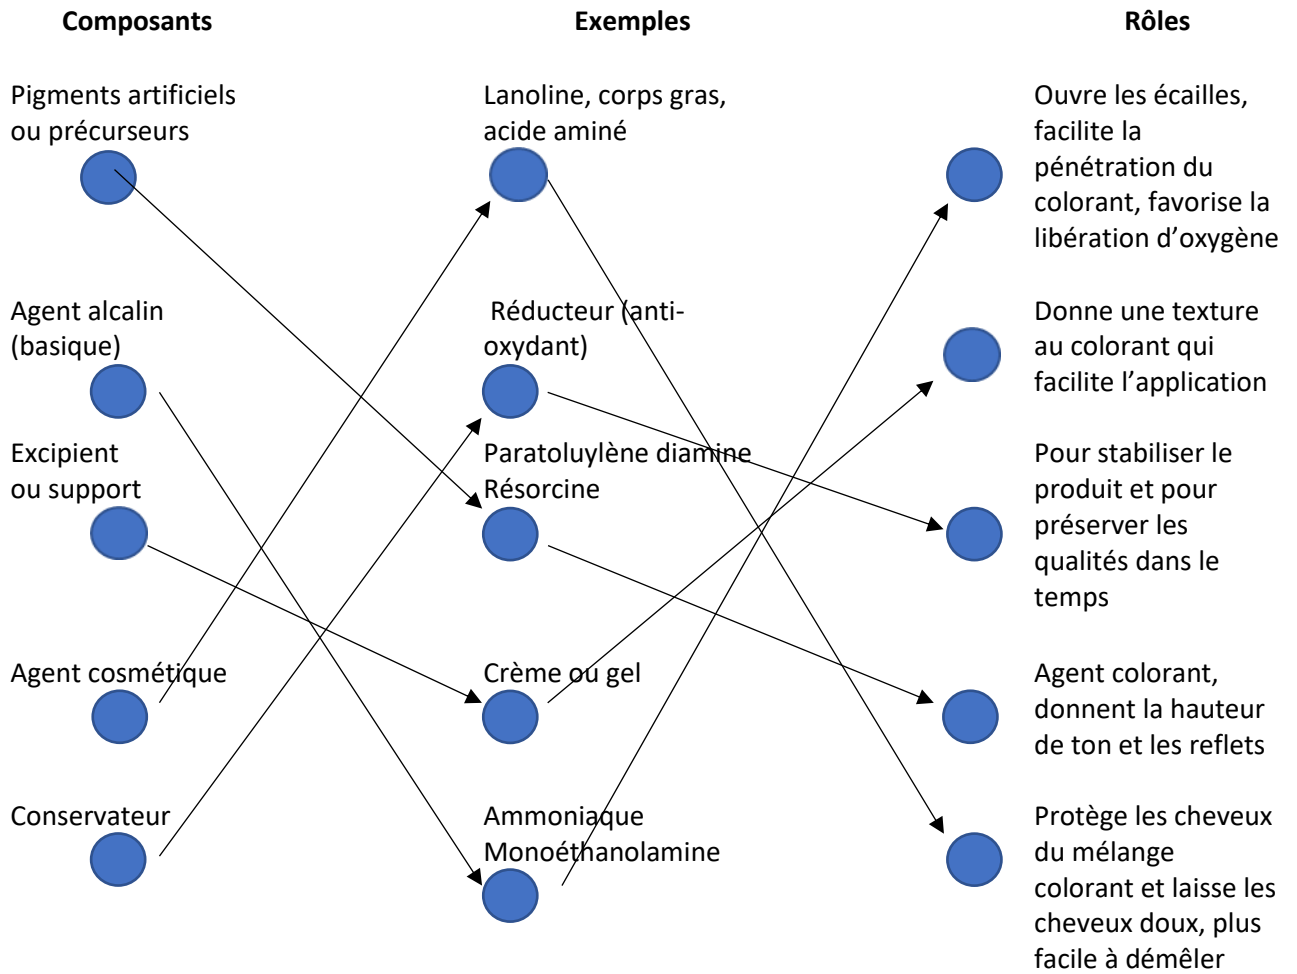 Composants
Exemples
Rôles
Pigments artificiels
ou précurseurs
Lanoline, corps gras,
acide aminé
Ouvre les écailles,
facilite la
pénétration du
colorant, favorise la
libération d’oxygène
Agent alcalin
(basique)
Réducteur (anti-
oxydant)
Donne une texture
au colorant qui
facilite l’application
Excipient
ou support
Paratoluylène diamine
Résorcine
Pour stabiliser le
produit et pour
préserver les
qualités dans le
temps
Agent cosmétique
Crème ou gel
Agent colorant,
donnent la hauteur
de ton et les reflets
Conservateur
Ammoniaque
Monoéthanolamine
Protège les cheveux
du mélange
colorant et laisse les
cheveux doux, plus
facile à démêler